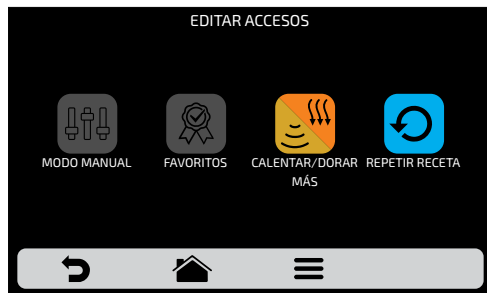 EDITAR ACCESOS
MODO MANUAL
FAVORITOS
CALENTAR/DORAR
MÁS
REPETIR RECETA